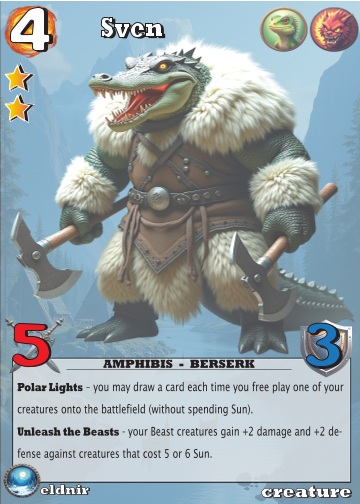 4
Sven
5
3
AMPHIBIS - BERSERK
Polar Lights - you may draw a card each time you free play one of your
creatures onto the battlefield (without spending Sun).
Unleash the Beasts - your Beast creatures gain +2 damage and +2 de-
fense against creatures that cost 5 or 6 Sun.
eldnir
creature